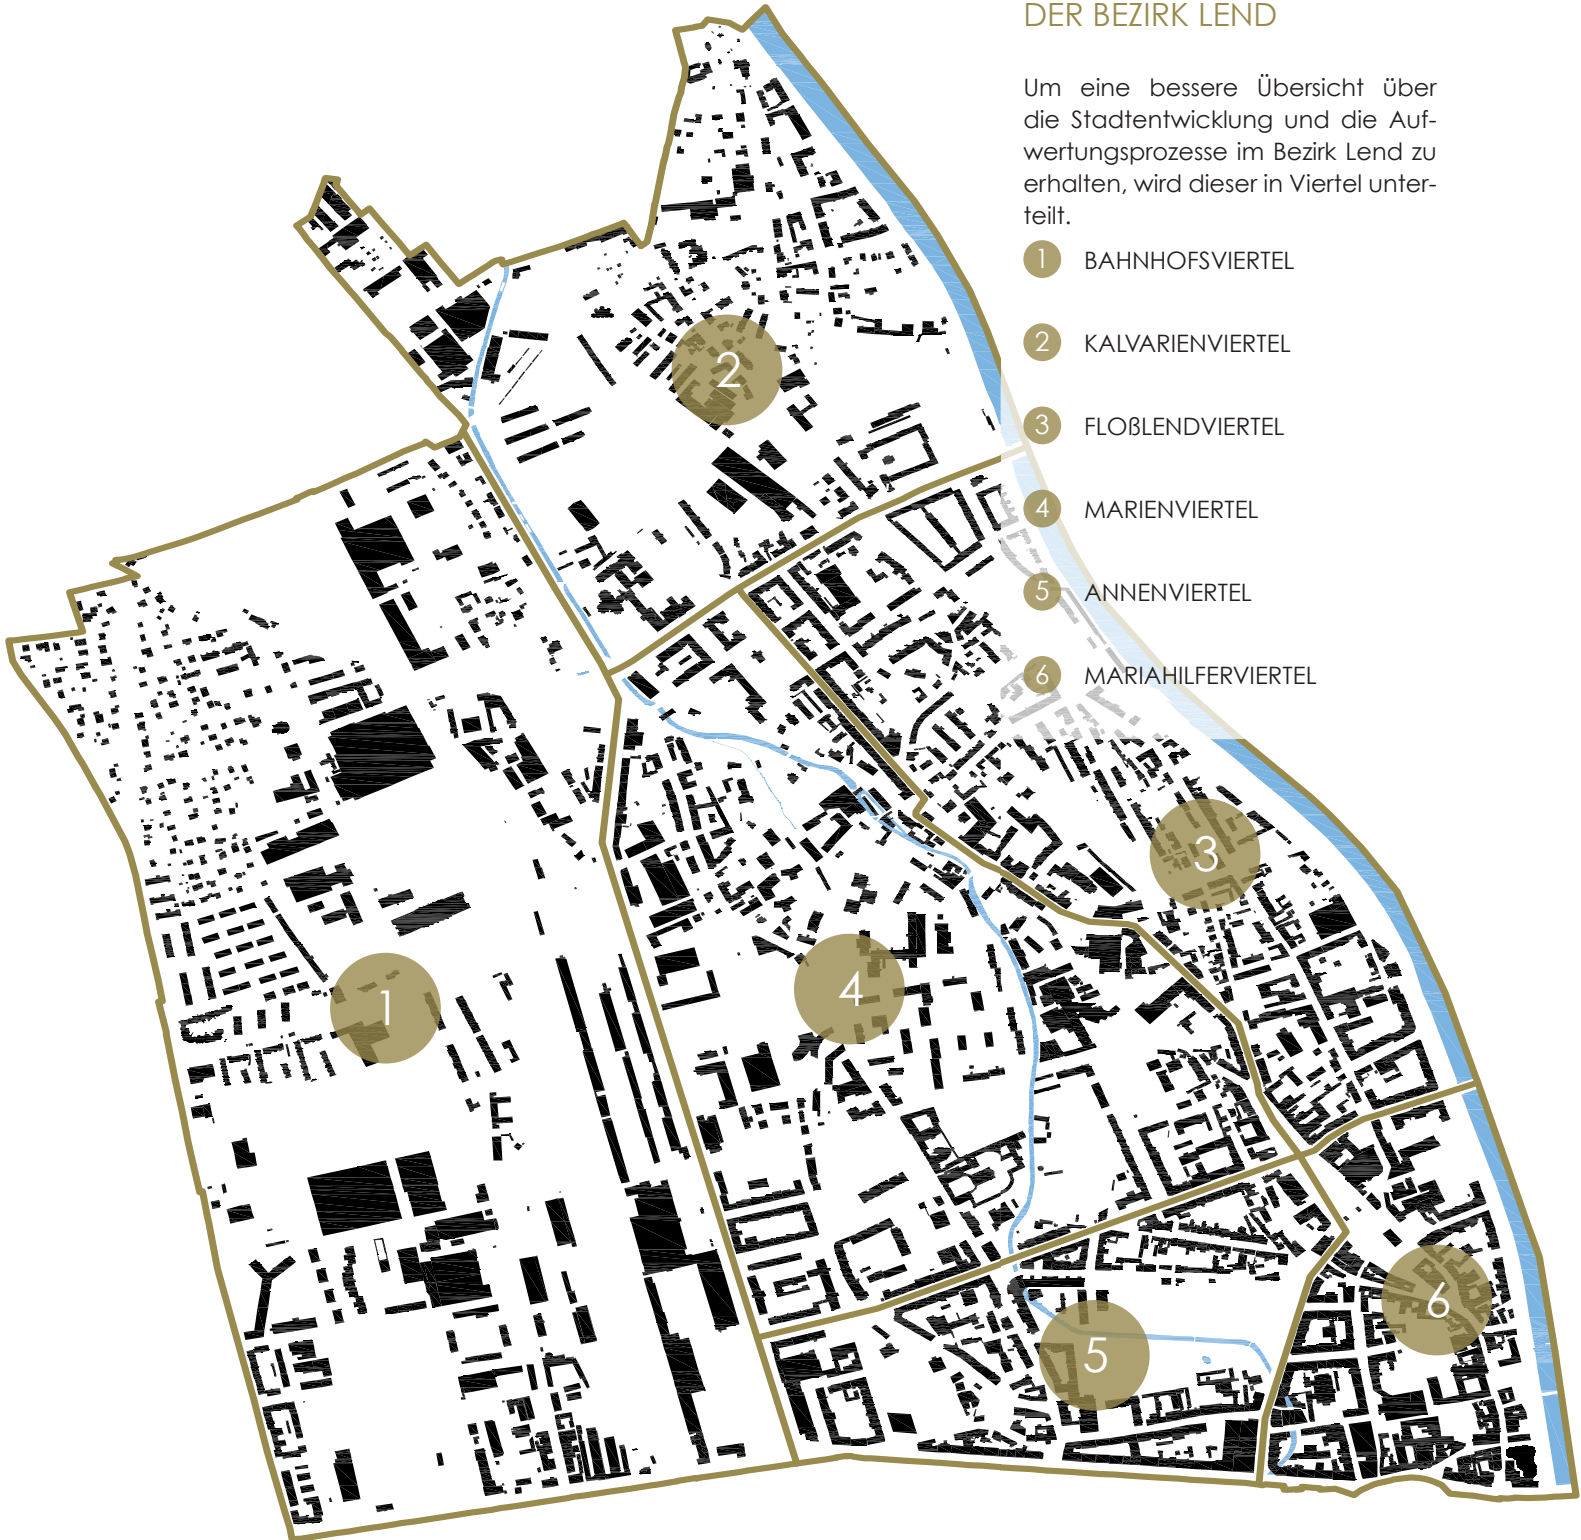 DER BEZIRK LEND
Um eine bessere Übersicht über
die Stadtentwicklung und die Auf-
wertungsprozesse im Bezirk Lend zu
erhalten, wird dieser in Viertel unter-
teilt.
1 BAHNHOFSVIERTEL
2 KALVARIENVIERTEL
3 FLOßLENDVIERTEL
4 MARIENVIERTEL
5 ANNENVIERTEL
6 MARIAHILFERVIERTEL
2
3
4
1
6
5